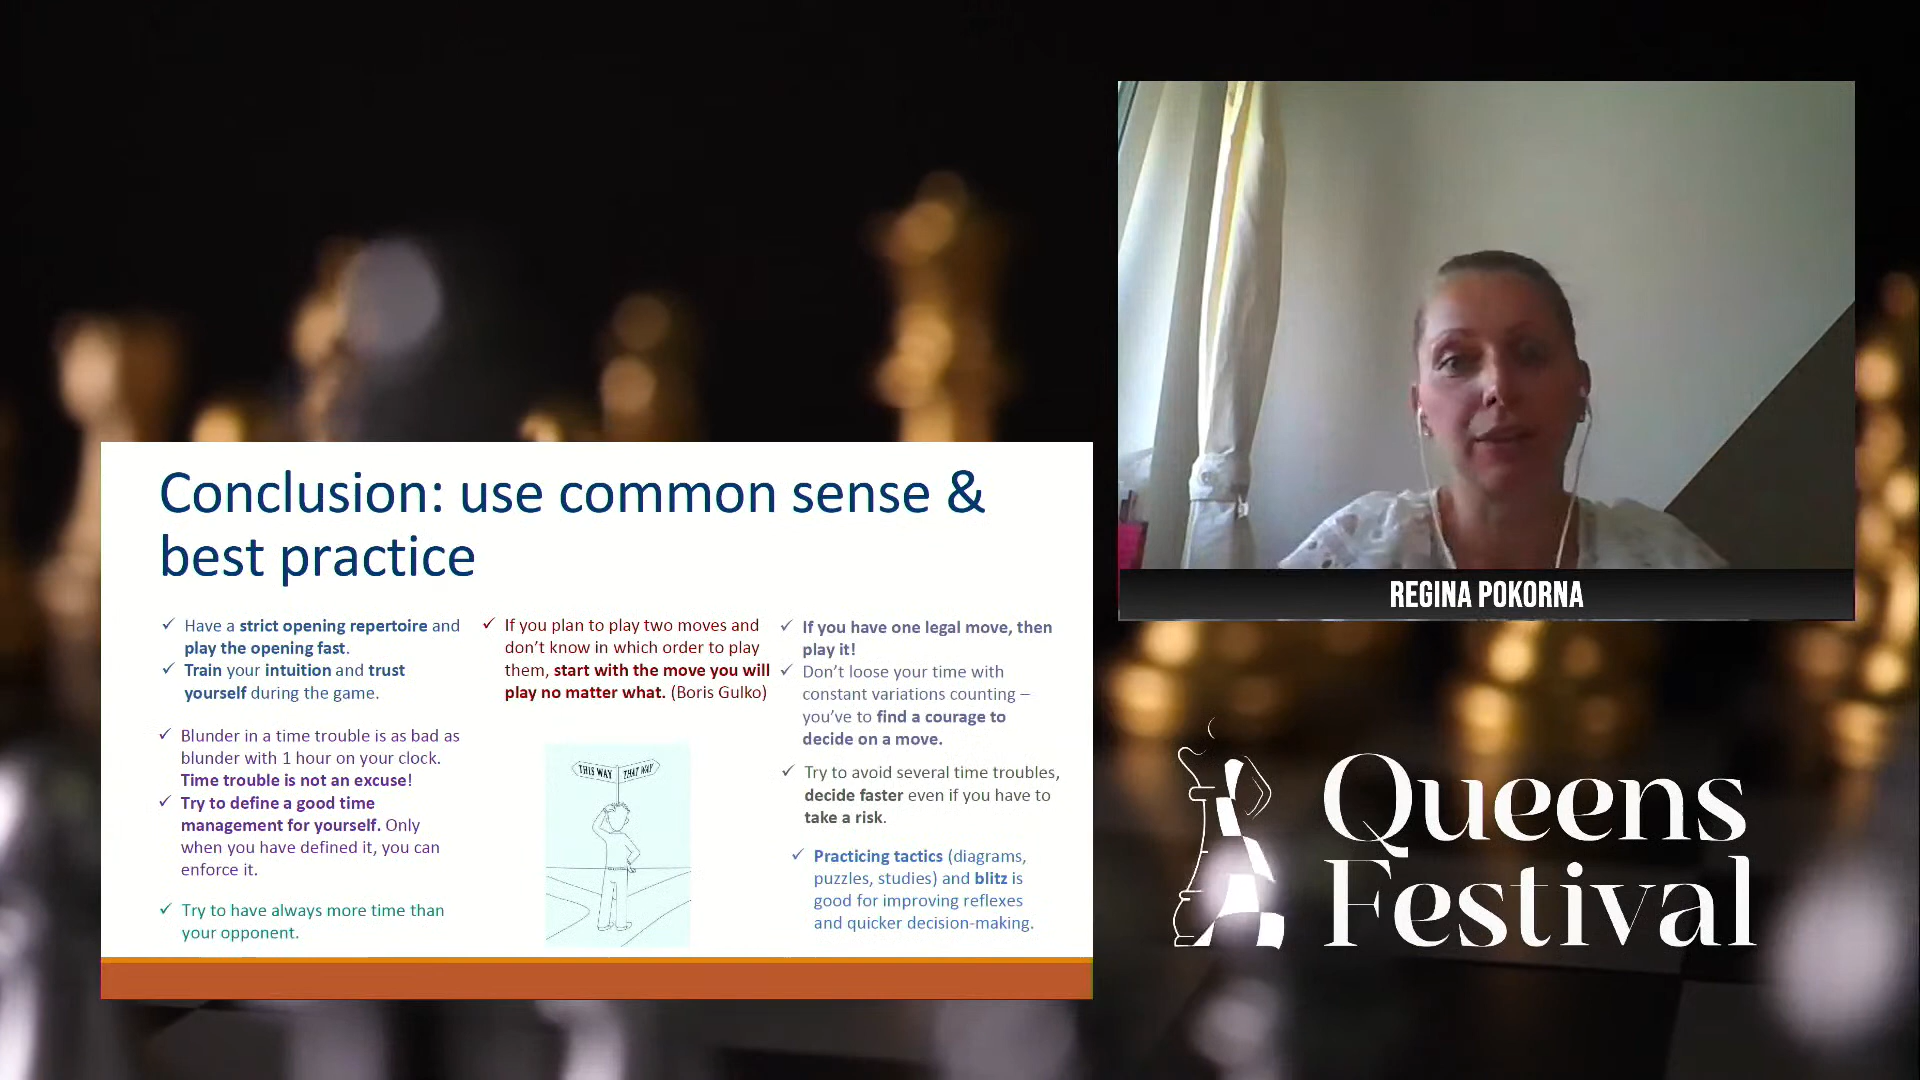 Conclusion: use common sense &
best practice
✓ Have a strict opening repertoire and
play the opening fast.
✓ Train your intuition and trust
yourself during the game.
✓ Blunder in a time trouble is as bad as
blunder with 1 hour on your clock.
Time trouble is not an excuse!
✓ Try to define a good time
management for yourself. Only
when you have defined it, you can
enforce it.
✓ Try to have always more time than
your opponent.
✓ If you plan to play two moves and
don't know in which order to play
them, start with the move you will
play no matter what. (Boris Gulko)
THIS WAY
THAT WAY
✓ If you have one legal move, then
play it!
✓ Don't loose your time with
constant variations counting –
you've to find a courage to
decide on a move.
✓ Try to avoid several time troubles,
decide faster even if you have to
take a risk.
✓ Practicing tactics (diagrams,
puzzles, studies) and blitz is
good for improving reflexes
and quicker decision-making.
REGINA POKORNA
Queens
Festival